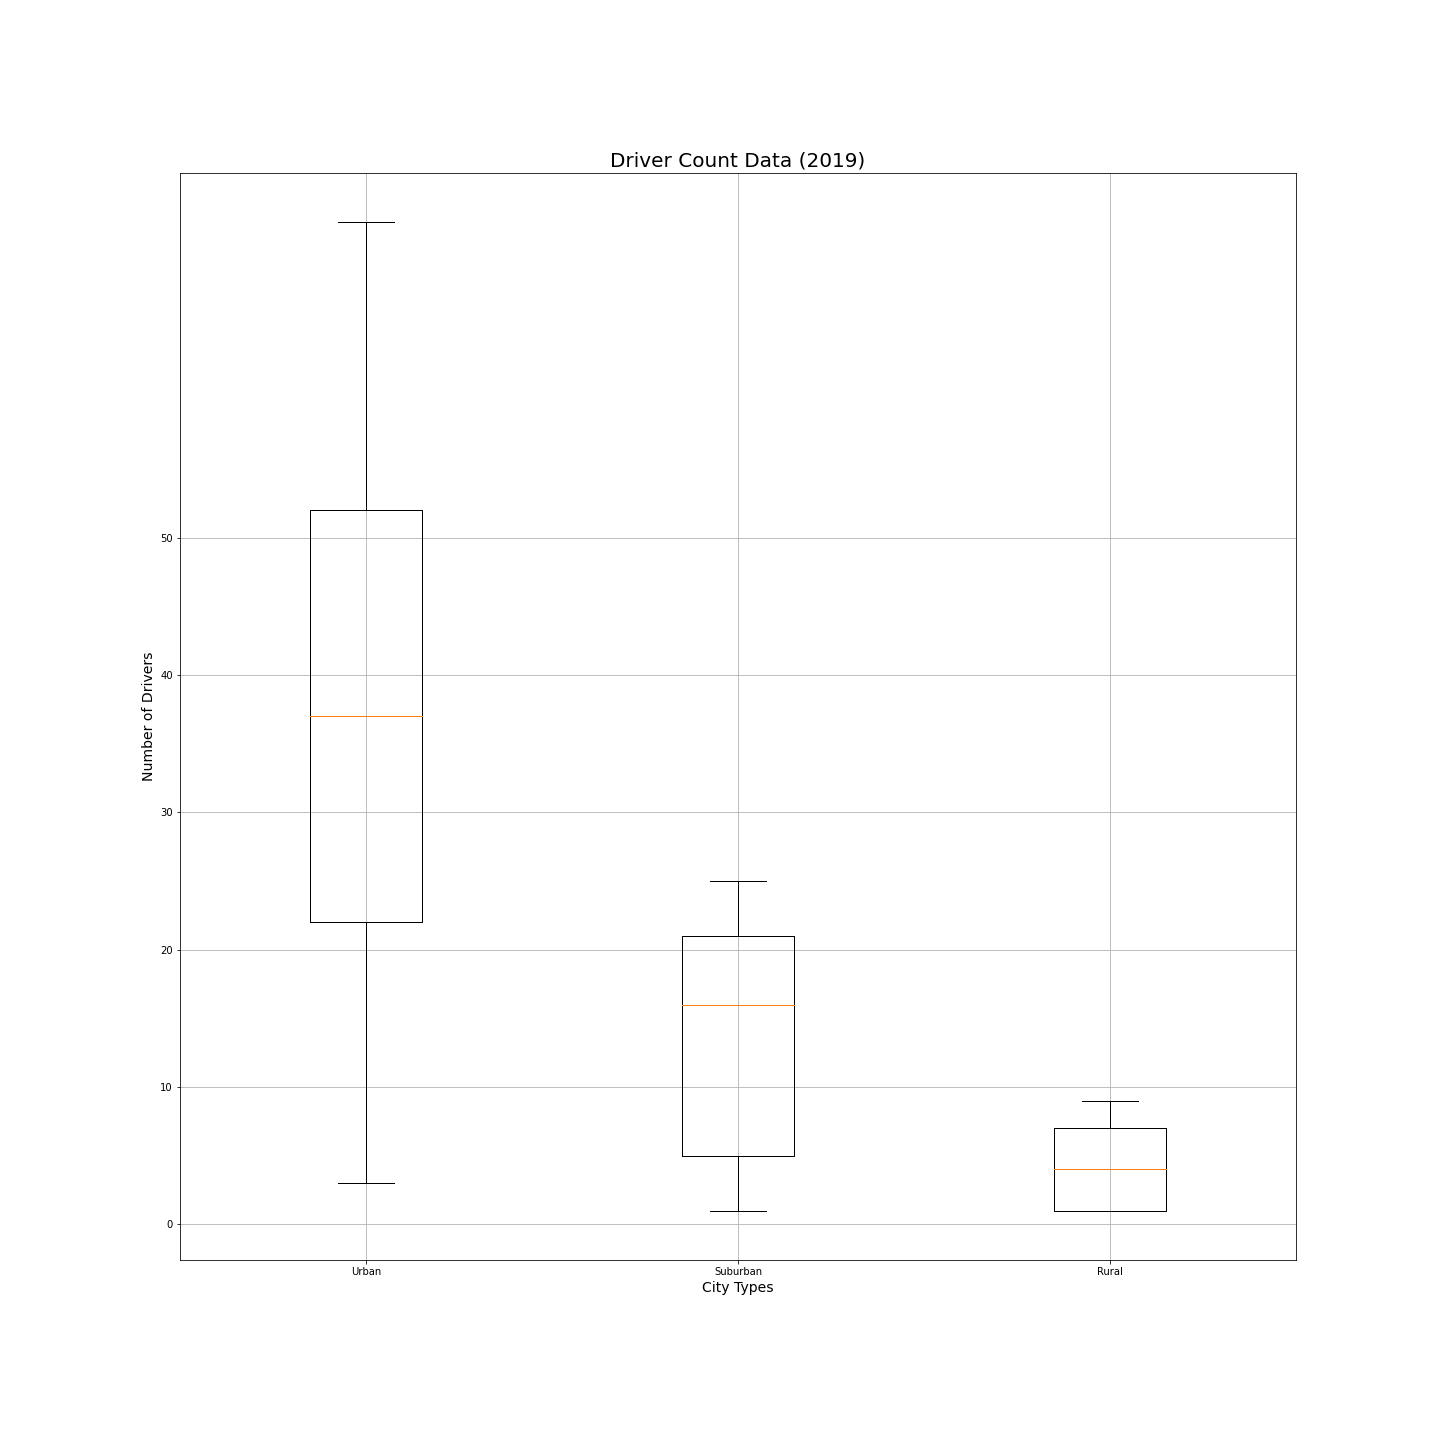 Driver Count Data (2019)
Number of Drivers
50
40
30
20
10
0
Urban
Suburban
Rural
City Types